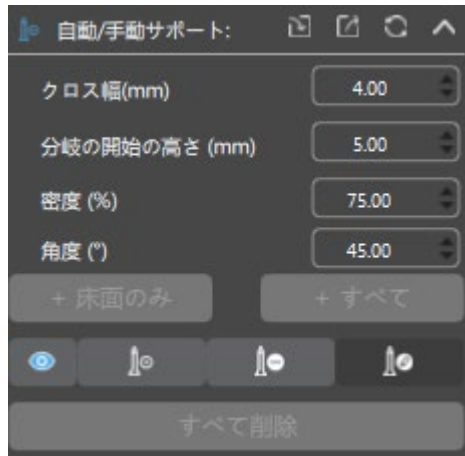 自動/手動サポート:
クロス幅(mm) 4.00
分岐の開始の高さ (mm) 5.00
密度 (%) 75.00
角度 (°) 45.00
+ 床面のみ + すべて
すべて削除